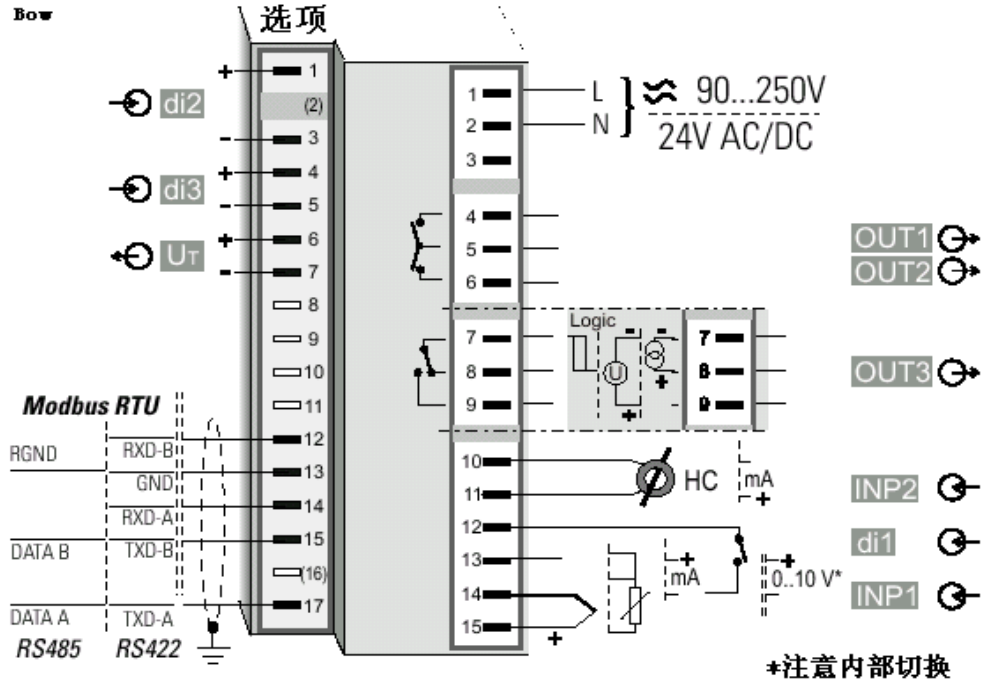 Bow
选项
+ 1
di2 (2)
- 3
di3 + 4
- 5
UT + 6
- 7
8
9
10
11
Modbus RTU
RXD-B 12
RGND GND 13
RXD-A 14
DATA B TXD-B 15
(16)
DATA A TXD-A 17
RS485 RS422
1 L 90...250V
2 N 24V AC/DC
3
4
5 OUT1
6 OUT2
Logic
7 - - 7
8 U + 8 OUT3
9 + 9
10
11 HC mA + INP2
12
13 di1
14 + mA + 0..10 V* INP1
15 +
*注意内部切换